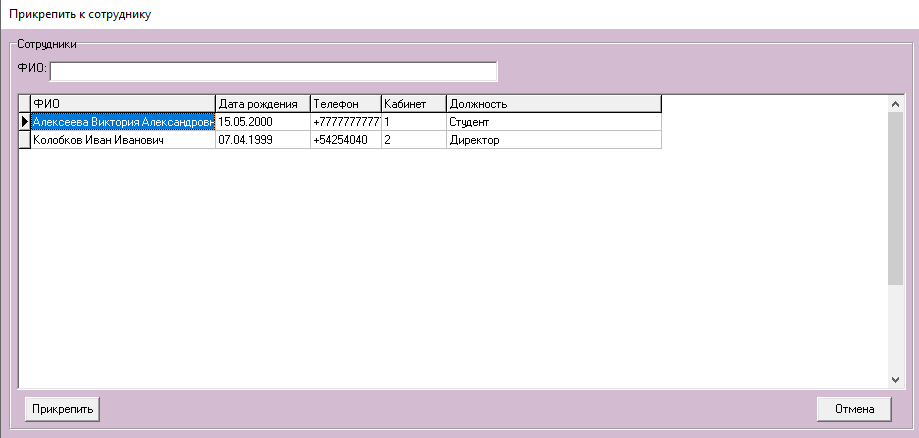 Прикрепить к сотруднику
Сотрудники
ФИО:
ФИО Дата рождения Телефон Кабинет Должность
Алексеева Виктория Александровн 15.05.2000 +7777777777 1 Студент
Колобков Иван Иванович 07.04.1999 +54254040 2 Директор
Прикрепить Отмена